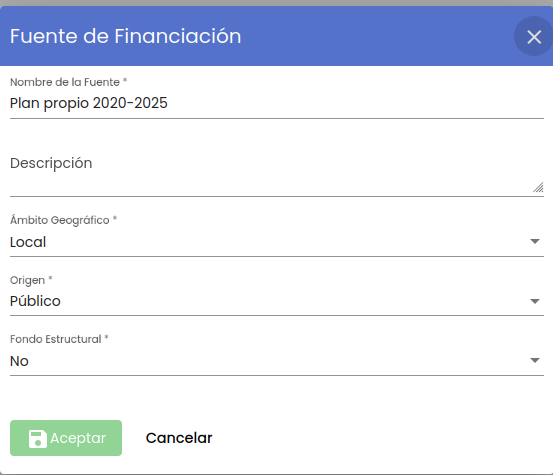 Fuente de Financiación
Nombre de la Fuente *
Plan propio 2020-2025
Descripción
Ámbito Geográfico *
Local
Origen *
Público
Fondo Estructural *
No
Aceptar Cancelar